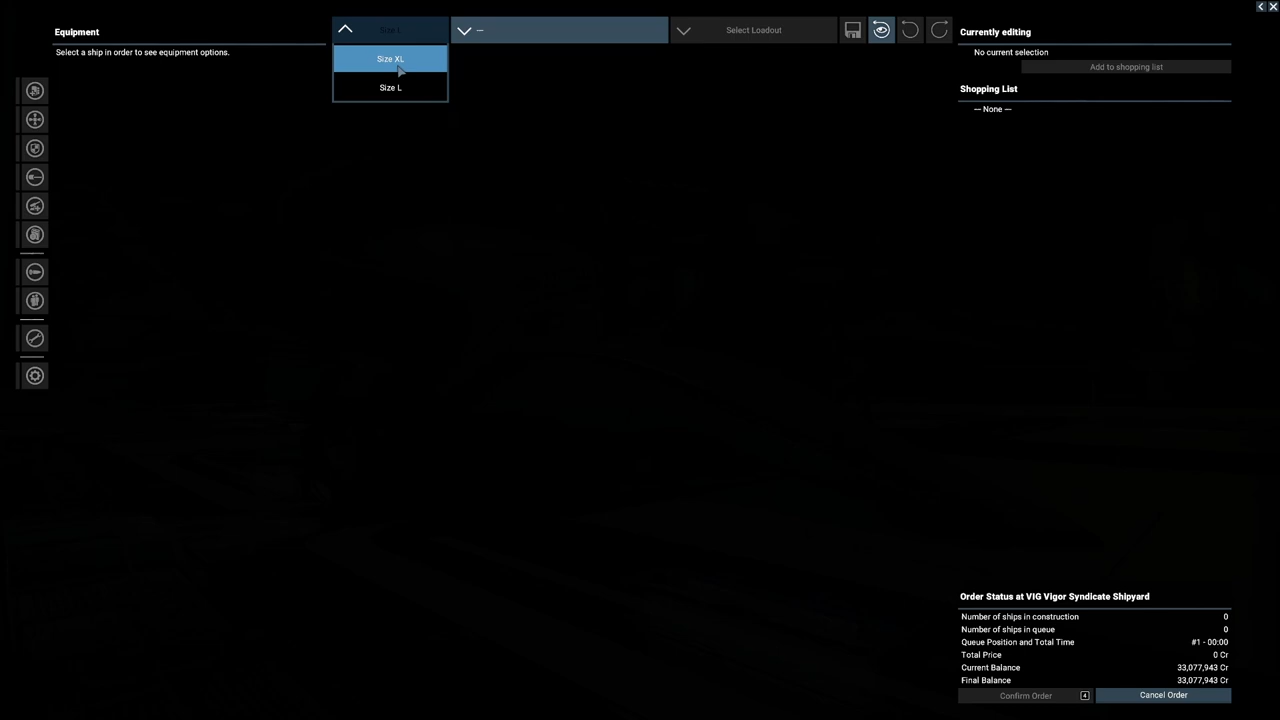 Equipment
Select a ship in order to see equipment options.
Size L
Size XL
Size L
--
Select Loadout
Currently editing
No current selection
Add to shopping list
Shopping List
-- None --
Order Status at VIG Vigor Syndicate Shipyard
Number of ships in construction 0
Number of ships in queue 0
Queue Position and Total Time #1 - 00:00
Total Price 0 Cr
Current Balance 33,077,943 Cr
Final Balance 33,077,943 Cr
Confirm Order 4 Cancel Order